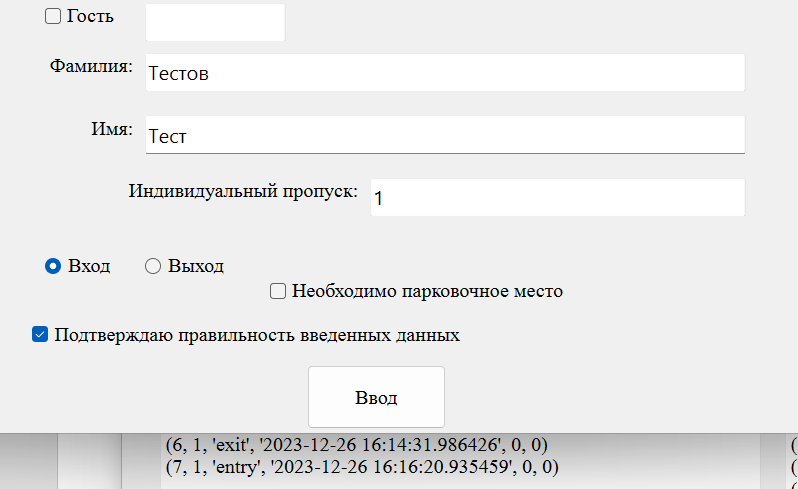 Гость
Фамилия: Тестов
Имя: Тест
Индивидуальный пропуск: 1
Вход Выход
Необходимо парковочное место
Подтверждаю правильность введенных данных
Ввод
(6, 1, 'exit', '2023-12-26 16:14:31.986426', 0, 0)
(7, 1, 'entry', '2023-12-26 16:16:20.935459', 0, 0)